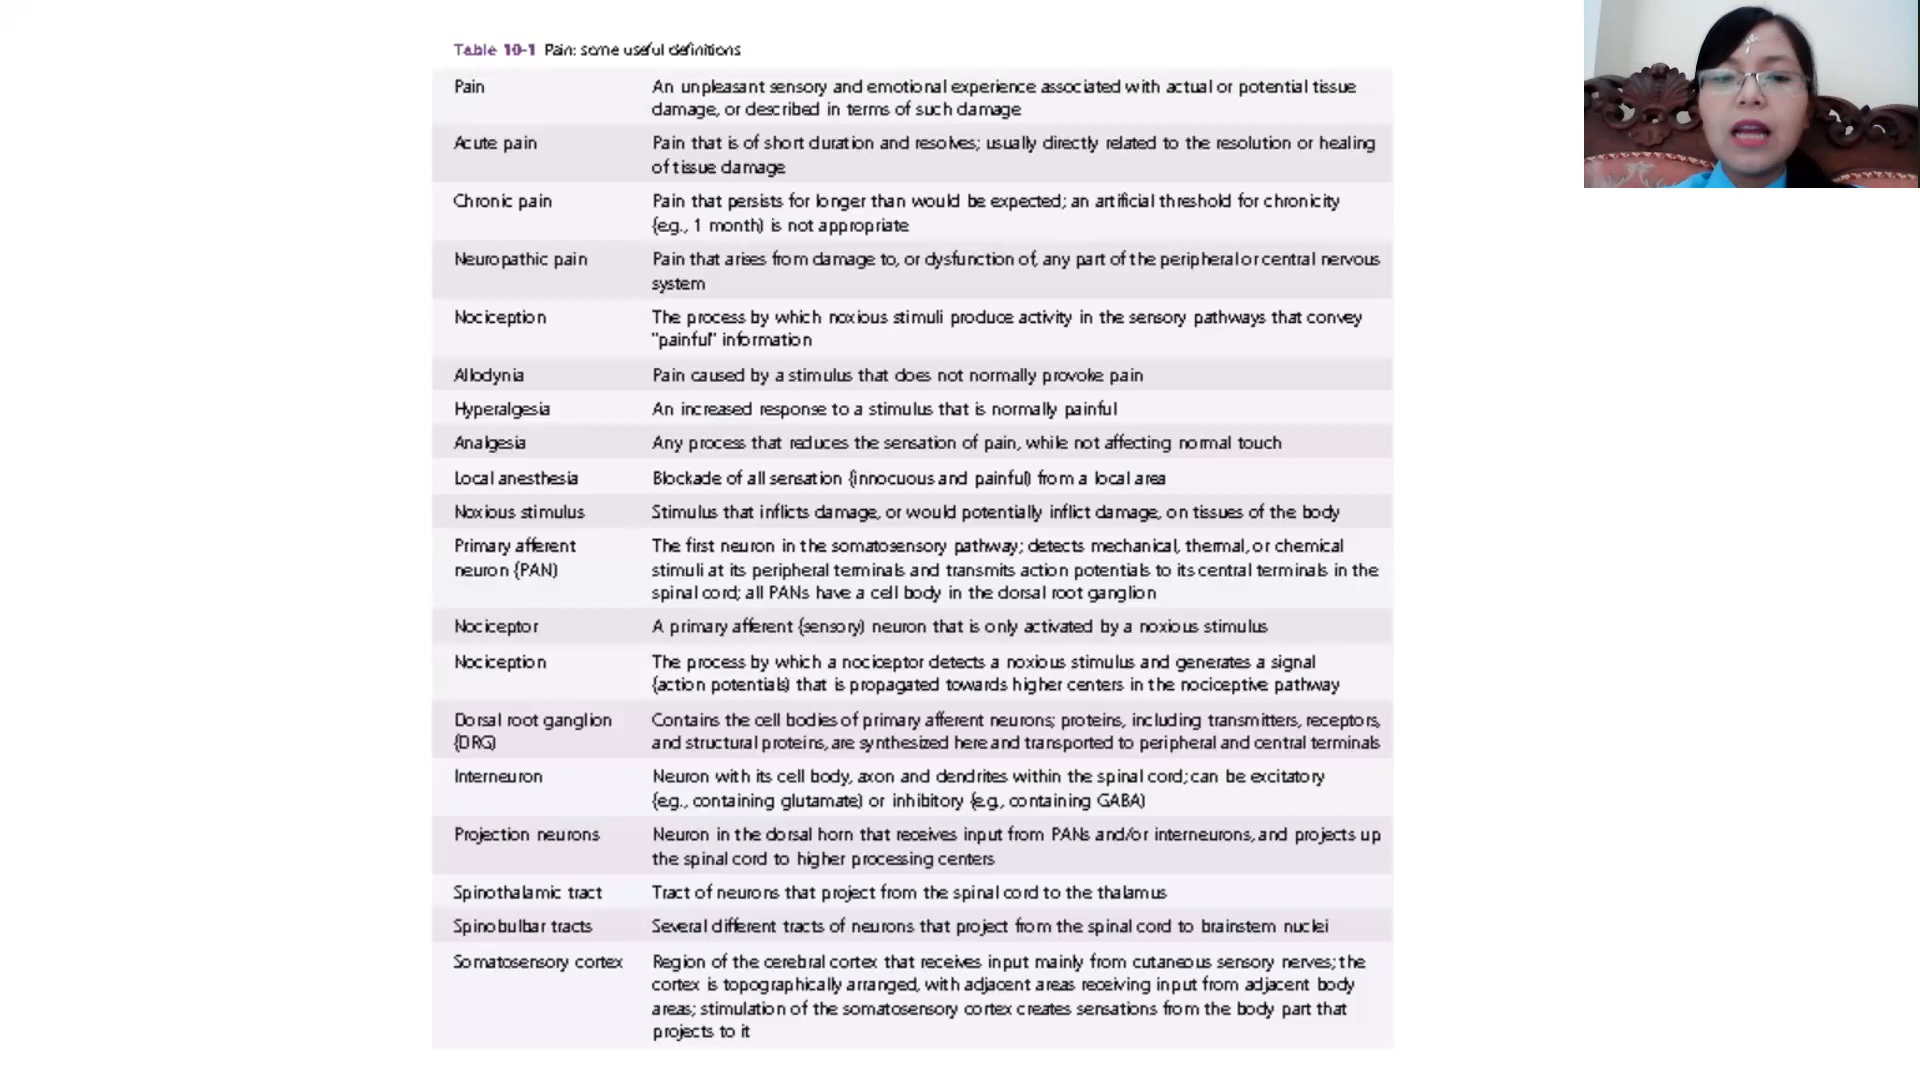 Table 10-1 Pain: some useful definitions
Pain
An unpleasant sensory and emotional experience associated with actual or potential tissue
damage, or described in terms of such damage
Acute pain
Pain that is of short duration and resolves; usually directly related to the resolution or healing
of tissue damage
Chronic pain
Pain that persists for longer than would be expected; an artificial threshold for chronicity
(e.g., 1 month) is not appropriate
Neuropathic pain
Pain that arises from damage to, or dysfunction of, any part of the peripheral or central nervous
system
Nociception
The process by which noxious stimuli produce activity in the sensory pathways that convey
"painful" information
Allodynia
Pain caused by a stimulus that does not normally provoke pain
Hyperalgesia
An increased response to a stimulus that is normally painful
Analgesia
Any process that reduces the sensation of pain, while not affecting normal touch
Local anesthesia
Blockade of all sensation (innocuous and painful) from a local area
Noxious stimulus
Stimulus that inflicts damage, or would potentially inflict damage, on tissues of the body
Primary afferent
neuron (PAN)
The first neuron in the somatosensory pathway; detects mechanical, thermal, or chemical
stimuli at its peripheral terminals and transmits action potentials to its central terminals in the
spinal cord; all PANs have a cell body in the dorsal root ganglion
Nociceptor
A primary afferent (sensory) neuron that is only activated by a noxious stimulus
Nociception
The process by which a nociceptor detects a noxious stimulus and generates a signal
(action potentials) that is propagated towards higher centers in the nociceptive pathway
Dorsal root ganglion
(DRG)
Contains the cell bodies of primary afferent neurons; proteins, including transmitters, receptors,
and structural proteins, are synthesized here and transported to peripheral and central terminals
Interneuron
Neuron with its cell body, axon and dendrites within the spinal cord; can be excitatory
(e.g., containing glutamate) or inhibitory (e.g., containing GABA)
Projection neurons
Neuron in the dorsal horn that receives input from PANs and/or interneurons, and projects up
the spinal cord to higher processing centers
Spinothalamic tract
Tract of neurons that project from the spinal cord to the thalamus
Spinobulbar tracts
Several different tracts of neurons that project from the spinal cord to brainstem nuclei
Somatosensory cortex
Region of the cerebral cortex that receives input mainly from cutaneous sensory nerves; the
cortex is topographically arranged, with adjacent areas receiving input from adjacent body
areas; stimulation of the somatosensory cortex creates sensations from the body part that
projects to it